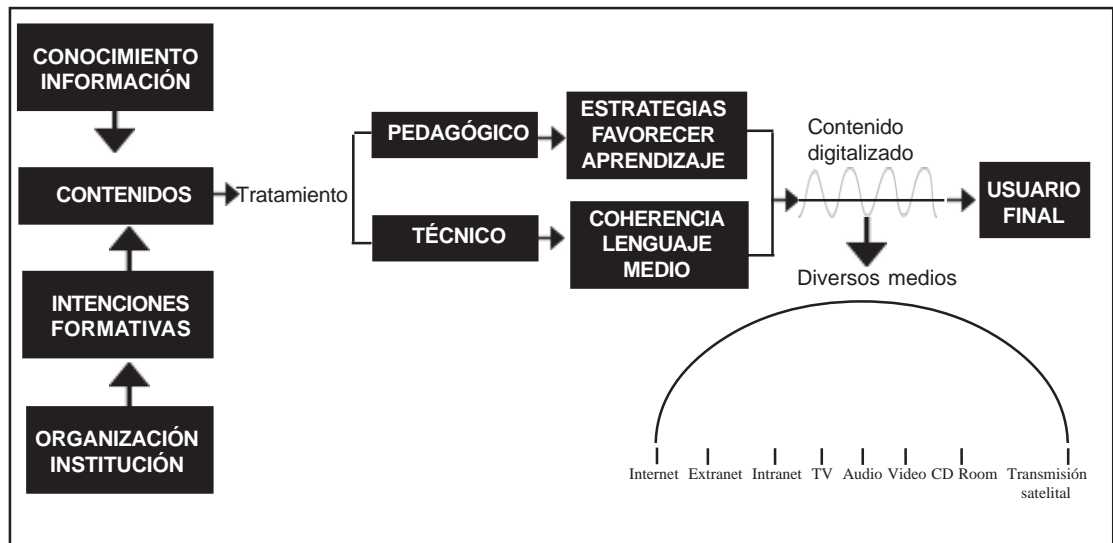 CONOCIMIENTO
INFORMACIÓN
CONTENIDOS
INTENCIONES
FORMATIVAS
ORGANIZACIÓN
INSTITUCIÓN
Tratamiento
PEDAGÓGICO
TÉCNICO
ESTRATEGIAS
FAVORECER
APRENDIZAJE
COHERENCIA
LENGUAJE
MEDIO
Contenido
digitalizado
USUARIO
FINAL
Diversos medios
Internet Extranet Intranet TV Audio Video CD Room Transmisión
satelital